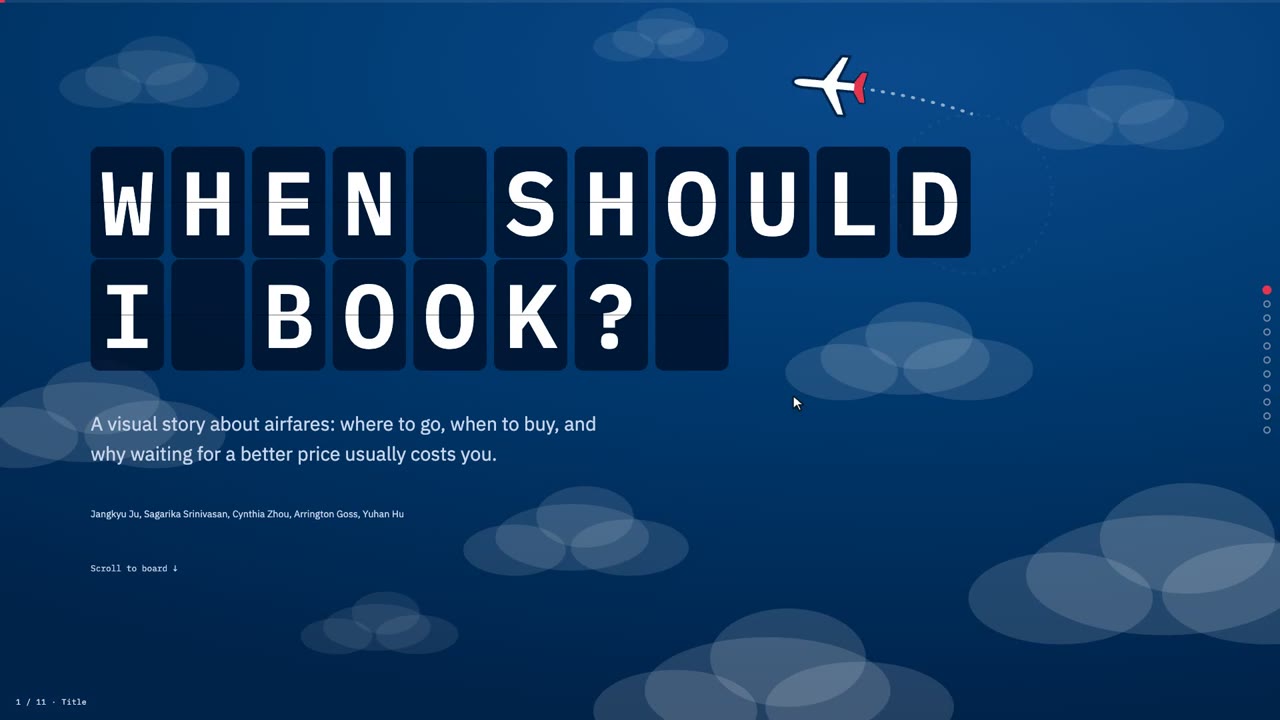 WHEN SHOULD
I BOOK?
A visual story about airfares: where to go, when to buy, and
why waiting for a better price usually costs you.
Jangkyu Ju, Sagarika Srinivasan, Cynthia Zhou, Arrington Goss, Yuhan Hu
Scroll to board ↓
1 / 11 · Title